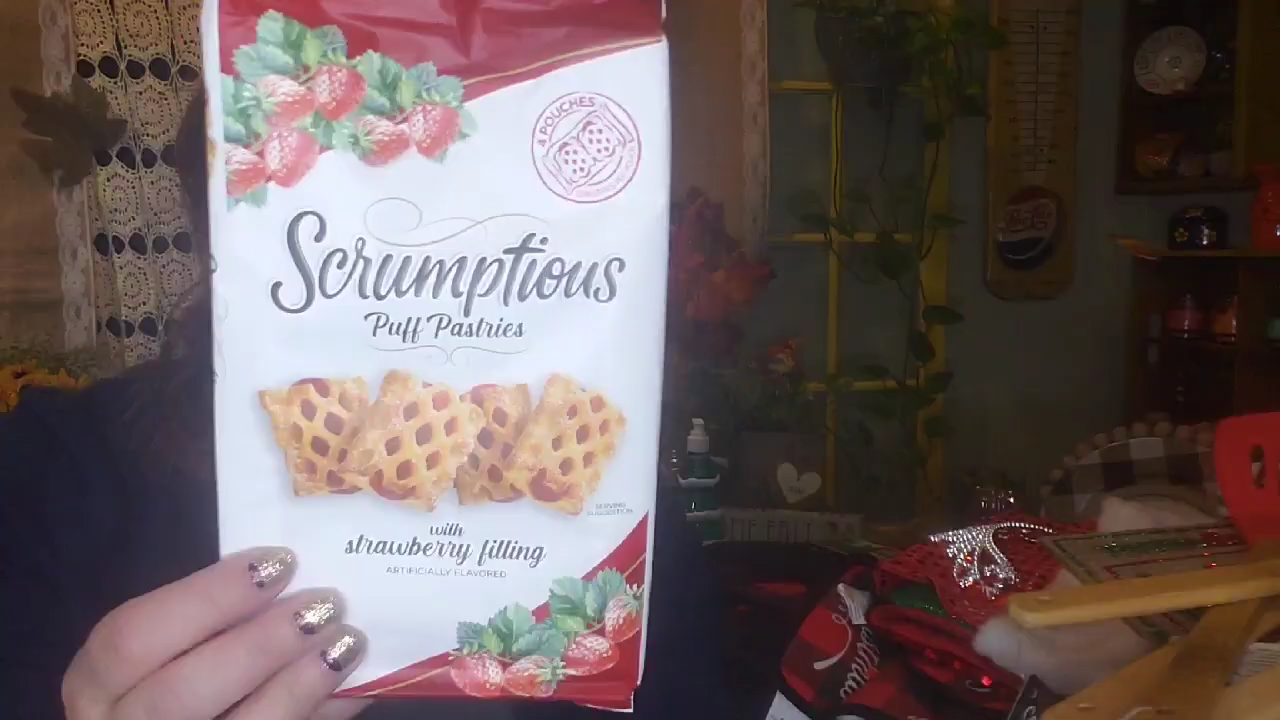 4 POUCHES
Scrumptious
Puff Pastries
SERVING
SUGGESTION
with
strawberry filling
ARTIFICIALLY FLAVORED